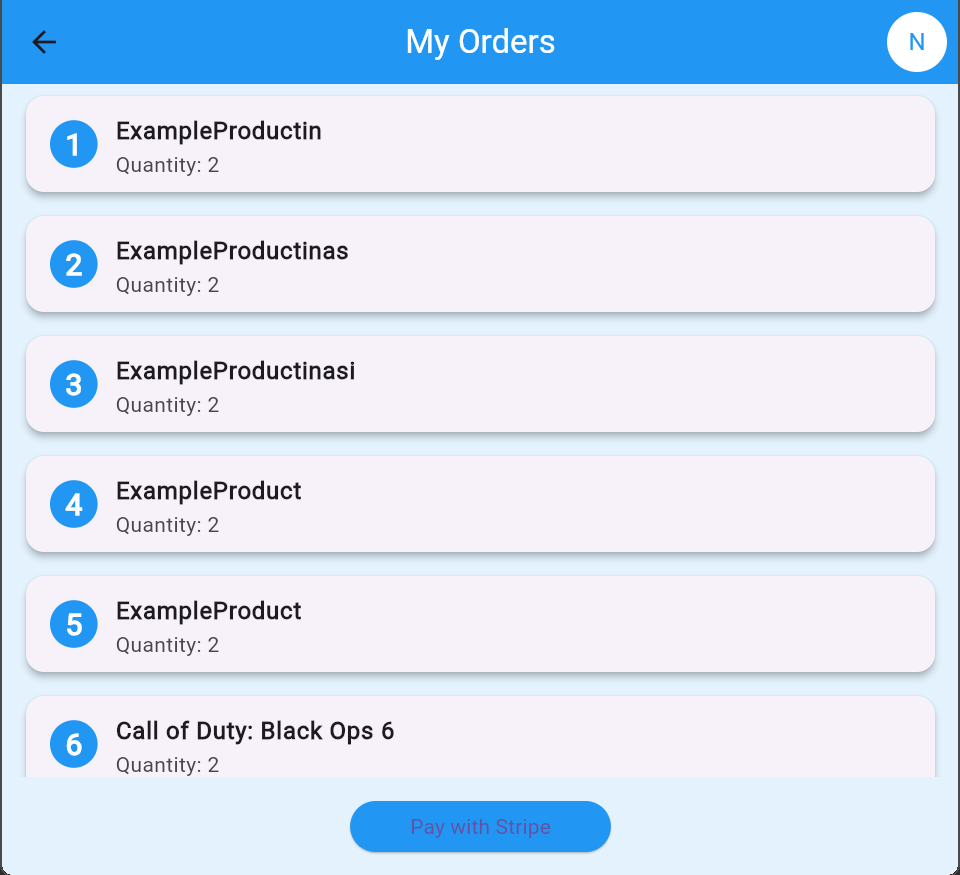 My Orders
N
1
ExampleProductin
Quantity: 2
2
ExampleProductinas
Quantity: 2
3
ExampleProductinasi
Quantity: 2
4
ExampleProduct
Quantity: 2
5
ExampleProduct
Quantity: 2
6
Call of Duty: Black Ops 6
Quantity: 2
Pay with Stripe